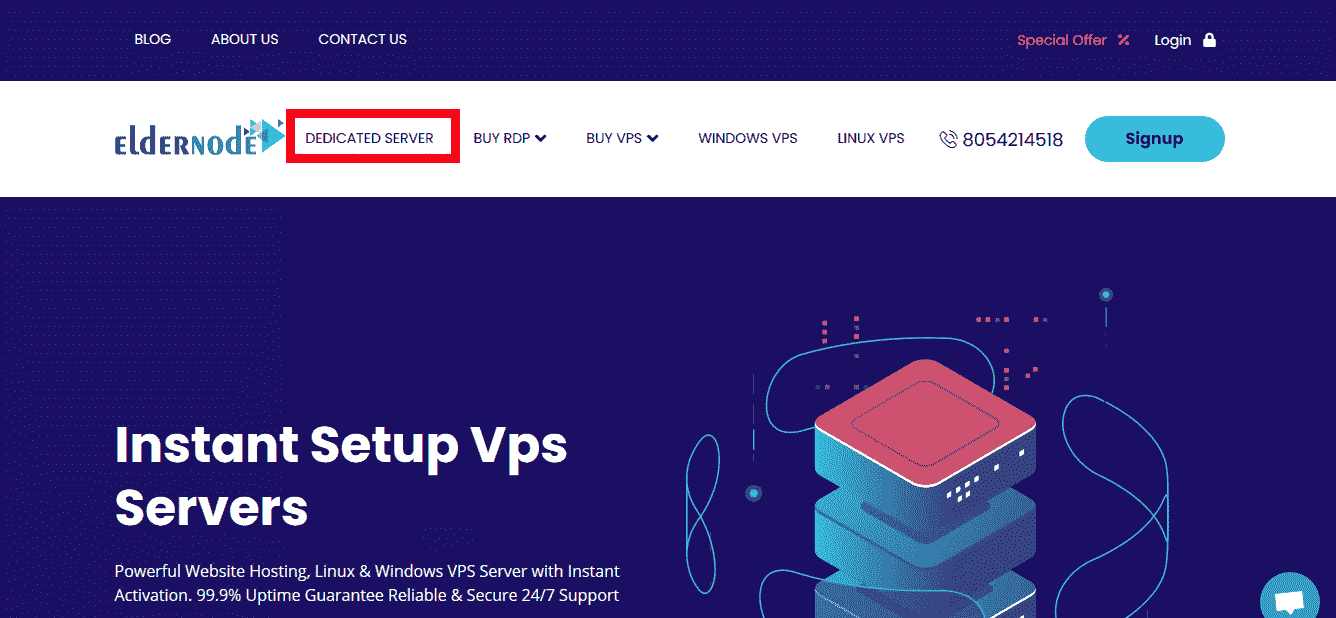 BLOG ABOUT US CONTACT US Special Offer Login
ELDERNODE DEDICATED SERVER BUY RDP BUY VPS WINDOWS VPS LINUX VPS 8054214518 Signup
Instant Setup Vps
Servers
Powerful Website Hosting, Linux & Windows VPS Server with Instant
Activation. 99.9% Uptime Guarantee Reliable & Secure 24/7 Support